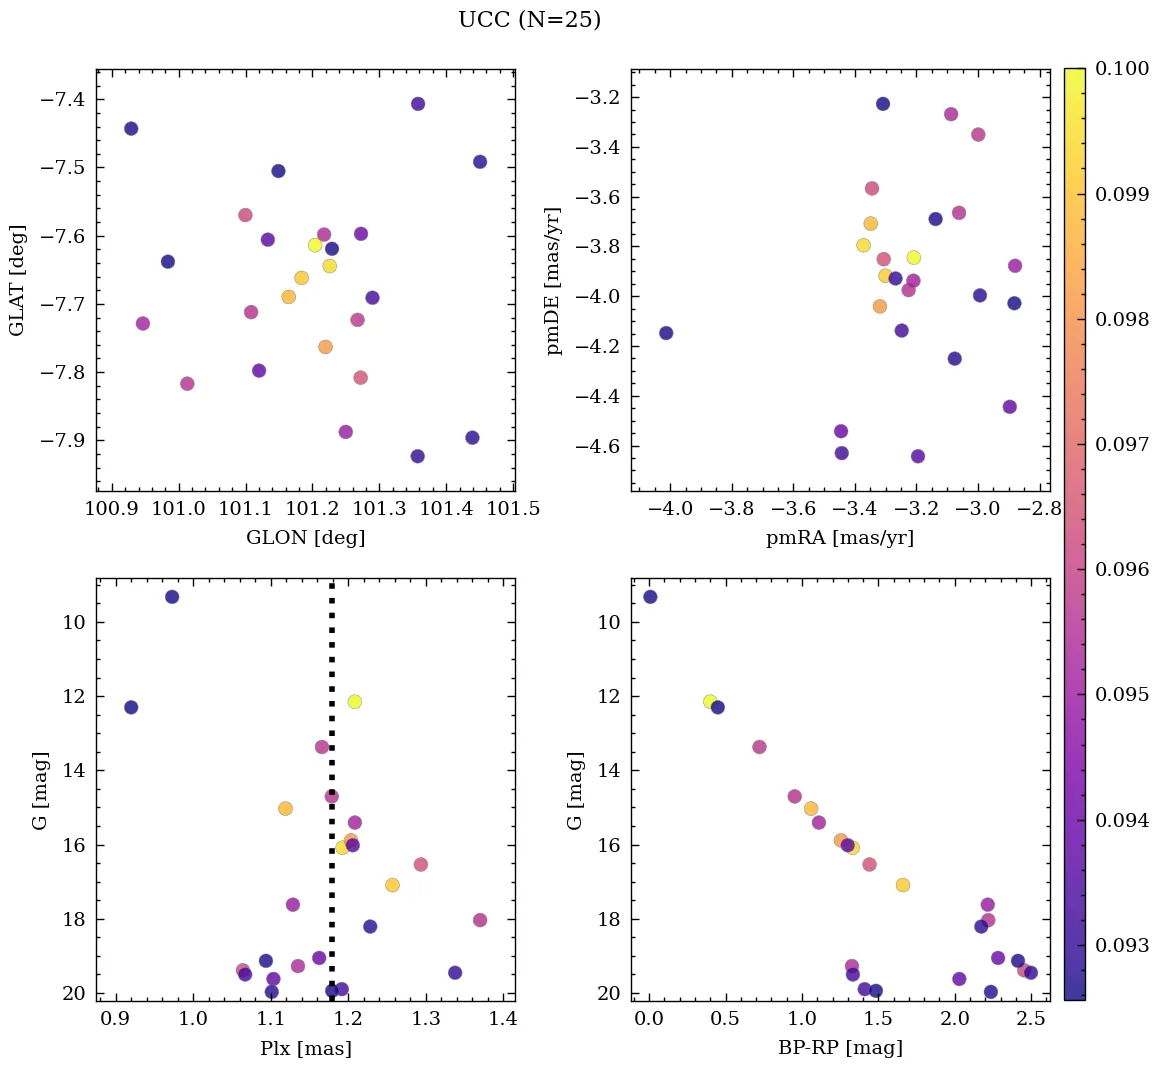 UCC (N=25)
−7.4
−7.5
−7.6
−7.7
−7.8
−7.9
GLAT [deg]
100.9 101.0 101.1 101.2 101.3 101.4 101.5
GLON [deg]
−3.2
−3.4
−3.6
−3.8
−4.0
−4.2
−4.4
−4.6
pmDE [mas/yr]
−4.0 −3.8 −3.6 −3.4 −3.2 −3.0 −2.8
pmRA [mas/yr]
0.100
0.099
0.098
0.097
0.096
0.095
0.094
0.093
10
12
14
16
18
20
G [mag]
0.9 1.0 1.1 1.2 1.3 1.4
Plx [mas]
10
12
14
16
18
20
G [mag]
0.0 0.5 1.0 1.5 2.0 2.5
BP-RP [mag]